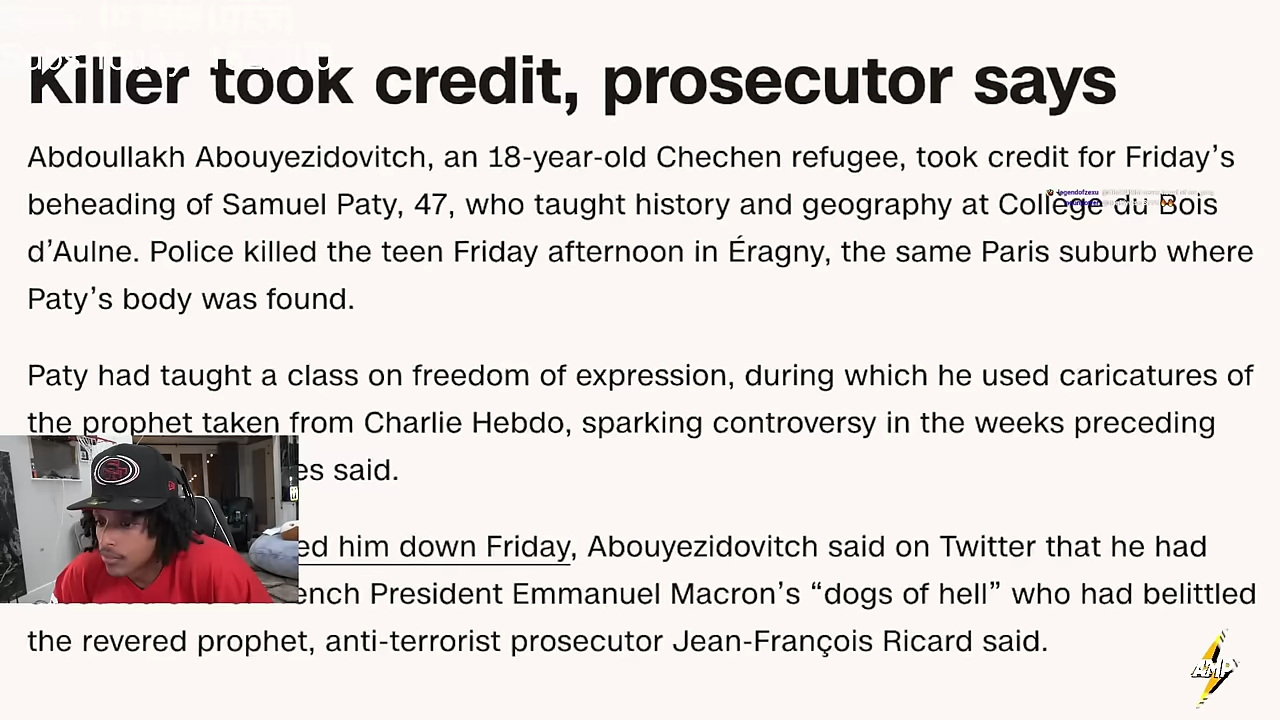 Killer took credit, prosecutor says
Abdoullakh Abouyezidovitch, an 18-year-old Chechen refugee, took credit for Friday’s
beheading of Samuel Paty, 47, who taught history and geography at Collège du Bois
d’Aulne. Police killed the teen Friday afternoon in Éragny, the same Paris suburb where
Paty’s body was found.
Paty had taught a class on freedom of expression, during which he used caricatures of
the prophet taken from Charlie Hebdo, sparking controversy in the weeks preceding
es said.
ed him down Friday, Abouyezidovitch said on Twitter that he had
ench President Emmanuel Macron’s “dogs of hell” who had belittled
the revered prophet, anti-terrorist prosecutor Jean-François Ricard said.
AMP